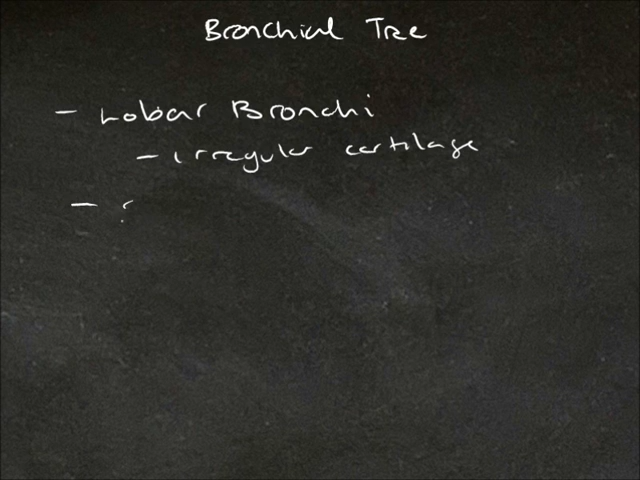 Bronchial Tree
- Lobar Bronchi
- irregular cartilage
-